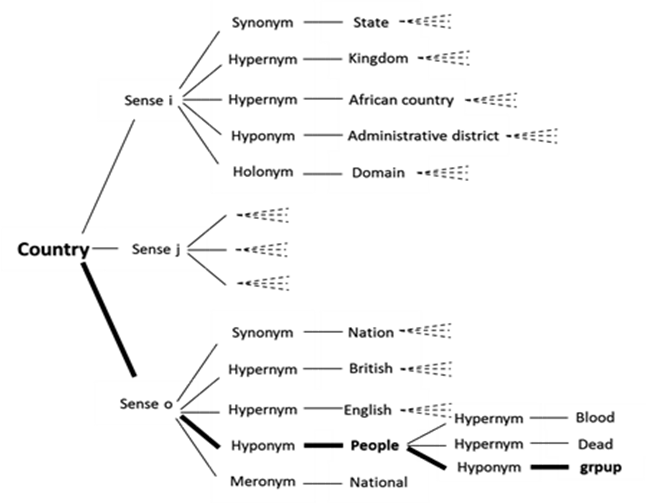 Synonym State
Hypernym Kingdom
Sense i Hypernym African country
Hyponym Administrative district
Holonym Domain
Country Sense j
Synonym Nation
Hypernym British
Sense o Hypernym English
Hypernym Blood
Hyponym People Hypernym Dead
Hyponym grpup
Meronym National